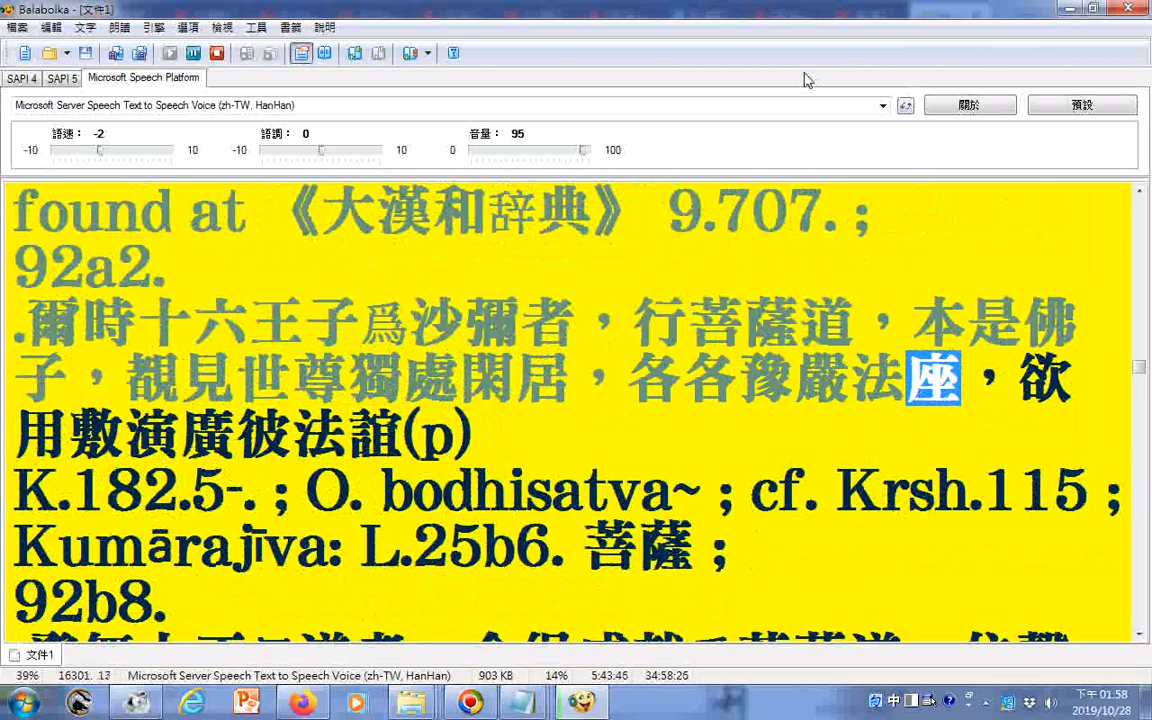 Balabolka - [文件1]
檔案 編輯 文字 朗讀 引擎 選項 檢視 工具 書籤 說明
SAPI 4 SAPI 5 Microsoft Speech Platform
Microsoft Server Speech Text to Speech Voice (zh-TW, HanHan) 關於 預設
語速： -2 語調： 0 音量： 95
-10 10 -10 10 0 100
found at 《大漢和辞典》 9.707. ;
92a2.
.爾時十六王子爲沙彌者，行菩薩道，本是佛
子，覩見世尊獨處閑居，各各豫嚴法座，欲
用敷演廣彼法誼(p)
K.182.5-. ; O. bodhisatva~ ; cf. Krsh.115 ;
Kumārajīva: L.25b6. 菩薩 ;
92b8.
文件1
39% 16301. 13 Microsoft Server Speech Text to Speech Voice (zh-TW, HanHan) 903 KB 14% 5:43:46 34:58:26
中 下午 01:58
2019/10/28